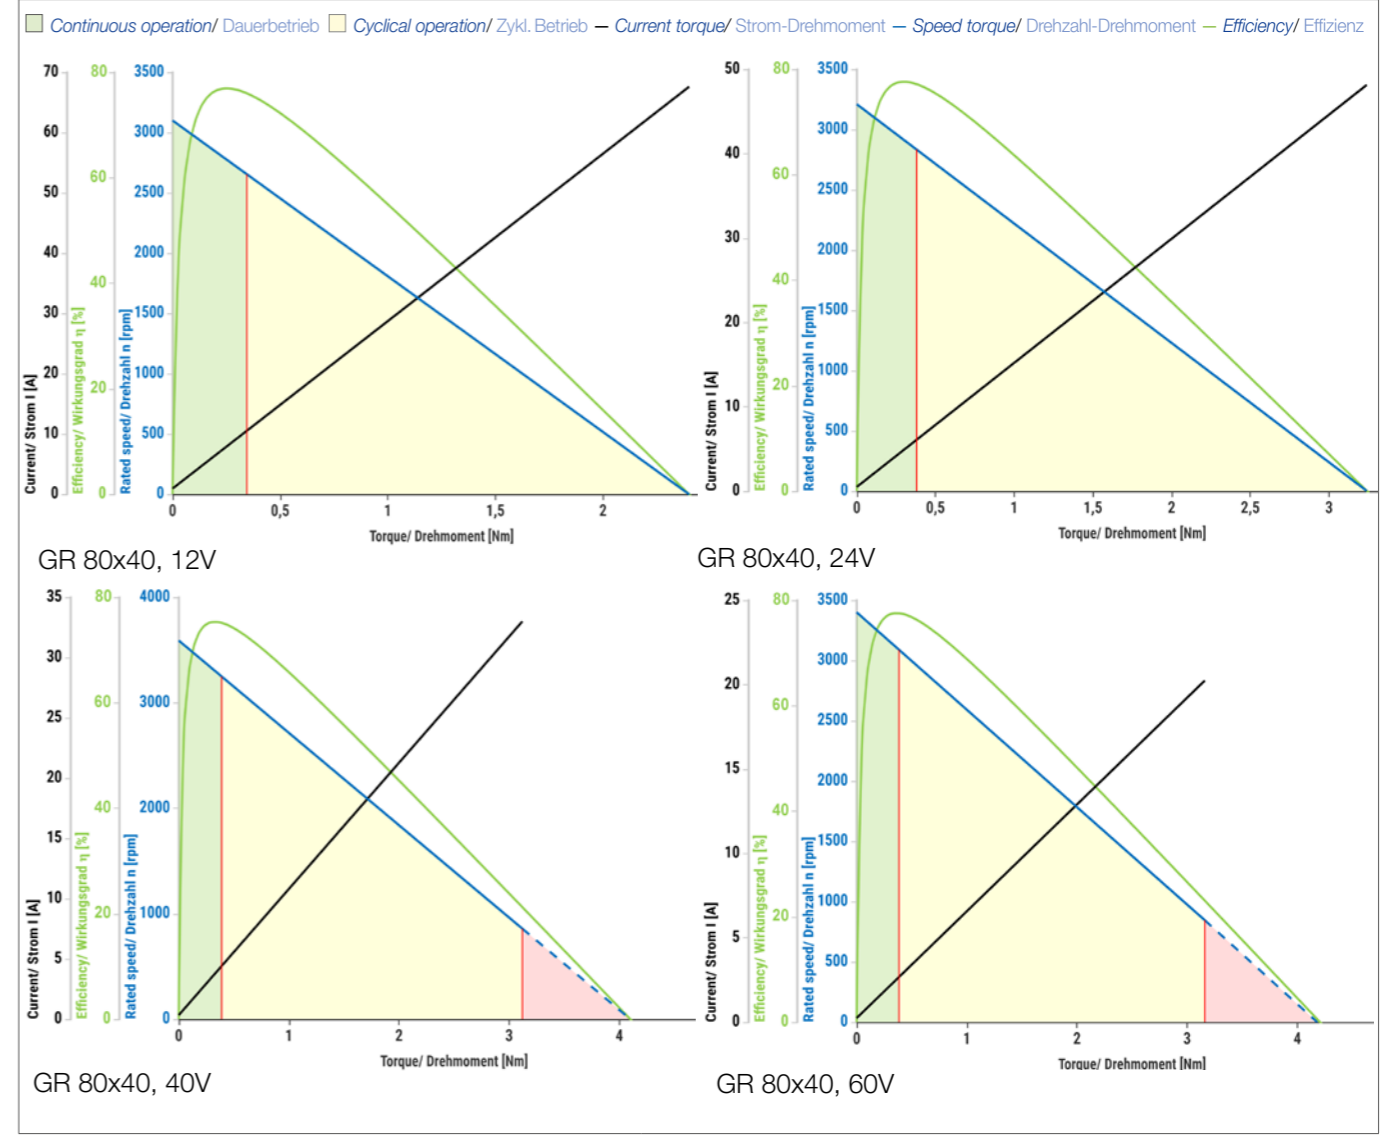 Continuous operation/ Dauerbetrieb Cyclical operation/ Zykl. Betrieb – Current torque/ Strom-Drehmoment – Speed torque/ Drehzahl-Drehmoment – Efficiency/ Effizienz
70 80 3500
60 3000
60
50 2500
40 2000
40
30 1500
20 1000
20
10 500
0 0 0
Current/ Strom I [A]
Efficiency/ Wirkungsgrad η [%]
Rated speed/ Drehzahl n [rpm]
0 0,5 1 1,5 2
Torque/ Drehmoment [Nm]
GR 80x40, 12V
50 80 3500
3000
40
60
2500
30 2000
40
20 1500
1000
20
10
500
0 0 0
Current/ Strom I [A]
Efficiency/ Wirkungsgrad η [%]
Rated speed/ Drehzahl n [rpm]
0 0,5 1 1,5 2 2,5 3
Torque/ Drehmoment [Nm]
GR 80x40, 24V
35 80 4000
30
60 3000
25
20
40 2000
15
10
20 1000
5
0 0 0
Current/ Strom I [A]
Efficiency/ Wirkungsgrad η [%]
Rated speed/ Drehzahl n [rpm]
0 1 2 3 4
Torque/ Drehmoment [Nm]
GR 80x40, 40V
25 80 3500
3000
20
60
2500
15 2000
40
1500
10
1000
20
5
500
0 0 0
Current/ Strom I [A]
Efficiency/ Wirkungsgrad η [%]
Rated speed/ Drehzahl n [rpm]
0 1 2 3 4
Torque/ Drehmoment [Nm]
GR 80x40, 60V